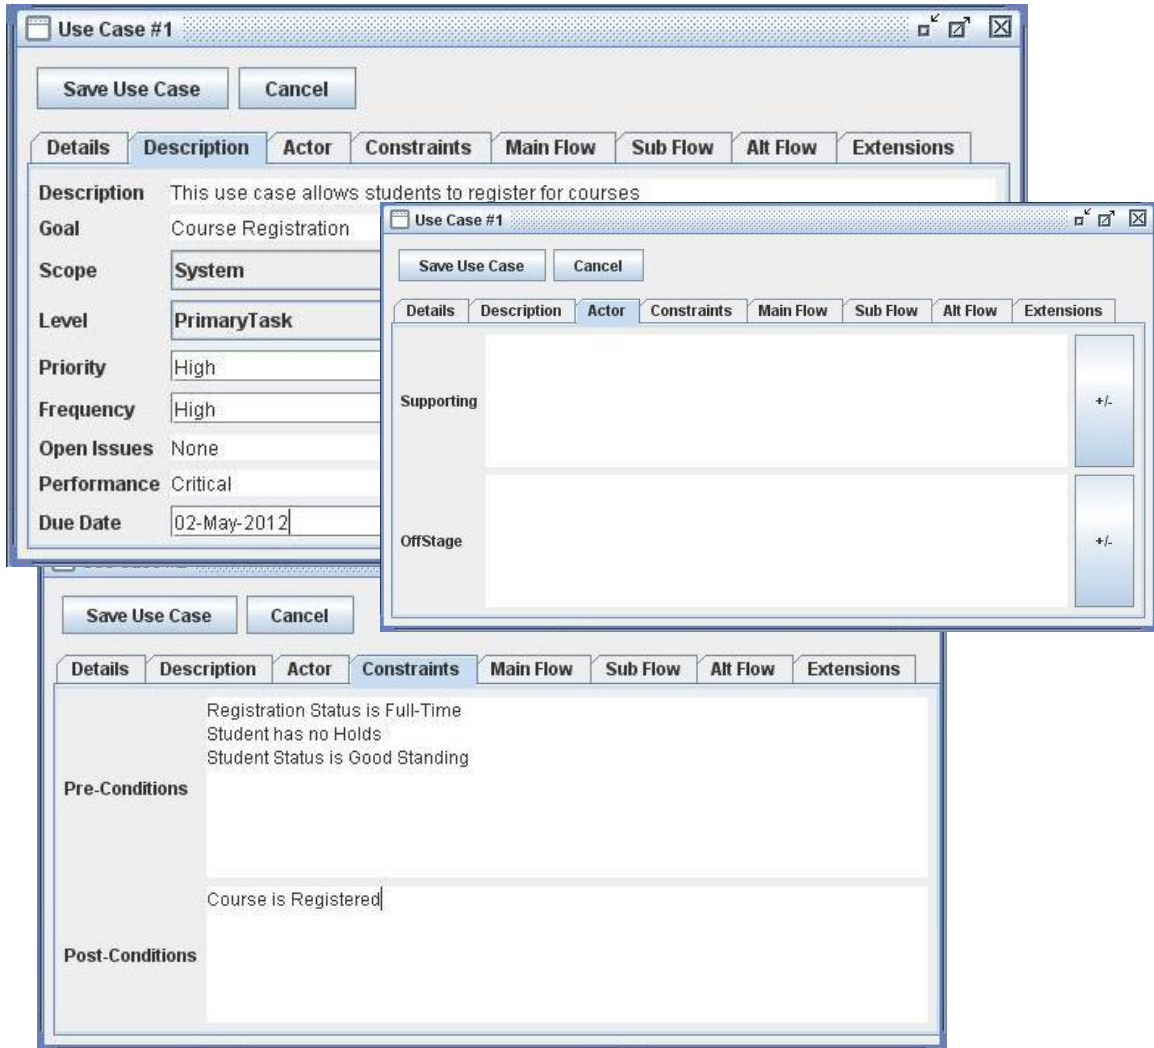 Use Case #1
Save Use Case Cancel
Details Description Actor Constraints Main Flow Sub Flow Alt Flow Extensions
Description This use case allows students to register for courses
Goal Course Registration
Scope System
Level PrimaryTask
Priority High
Frequency High
Open Issues None
Performance Critical
Due Date 02-May-2012
Use Case #1
Save Use Case Cancel
Details Description Actor Constraints Main Flow Sub Flow Alt Flow Extensions
Supporting +/-
OffStage +/-
Save Use Case Cancel
Details Description Actor Constraints Main Flow Sub Flow Alt Flow Extensions
Registration Status is Full-Time
Student has no Holds
Student Status is Good Standing
Pre-Conditions
Course is Registered
Post-Conditions